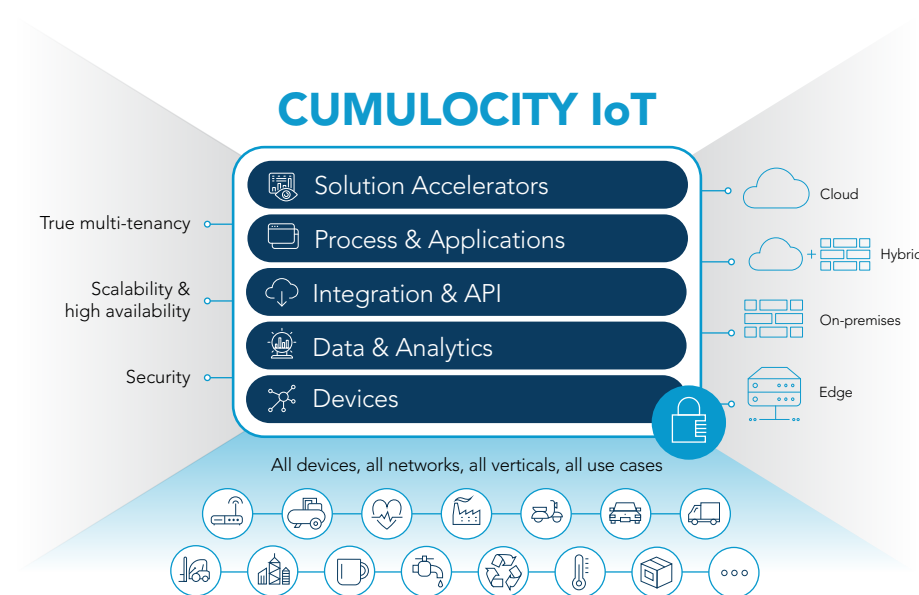 CUMULOCITY IoT
Solution Accelerators
Process & Applications
Integration & API
Data & Analytics
Devices
True multi-tenancy
Scalability &
high availability
Security
Cloud
+
Hybrid
On-premises
Edge
All devices, all networks, all verticals, all use cases